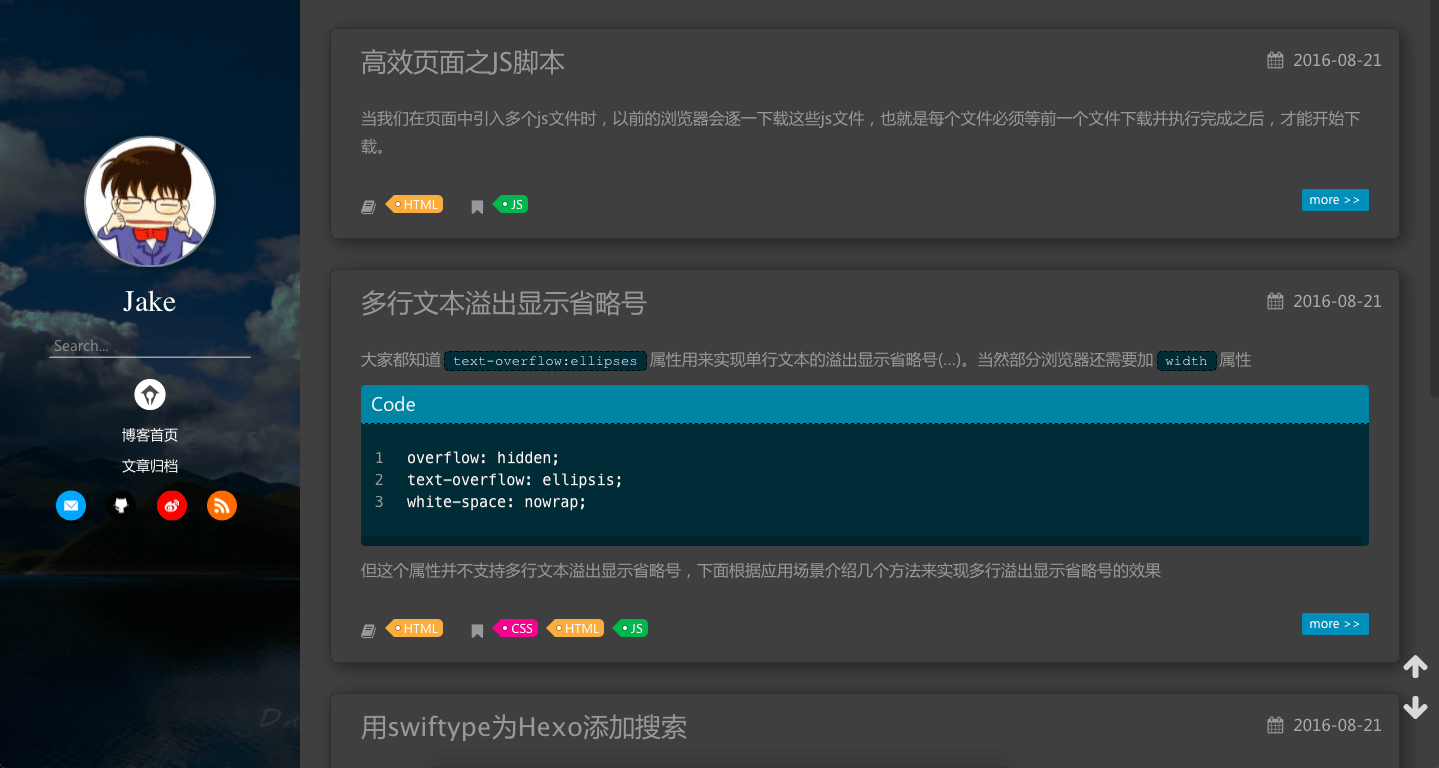 Jake
Search...
博客首页
文章归档
高效页面之JS脚本
2016-08-21
当我们在页面中引入多个js文件时，以前的浏览器会逐一下载这些js文件，也就是每个文件必须等前一个文件下载并执行完成之后，才能开始下
载。
HTML JS more >>
多行文本溢出显示省略号
2016-08-21
大家都知道 text-overflow:ellipses 属性用来实现单行文本的溢出显示省略号(...)。当然部分浏览器还需要加 width 属性
Code
1 overflow: hidden;
2 text-overflow: ellipsis;
3 white-space: nowrap;
但这个属性并不支持多行文本溢出显示省略号，下面根据应用场景介绍几个方法来实现多行溢出显示省略号的效果
HTML CSS HTML JS more >>
用swiftype为Hexo添加搜索
2016-08-21